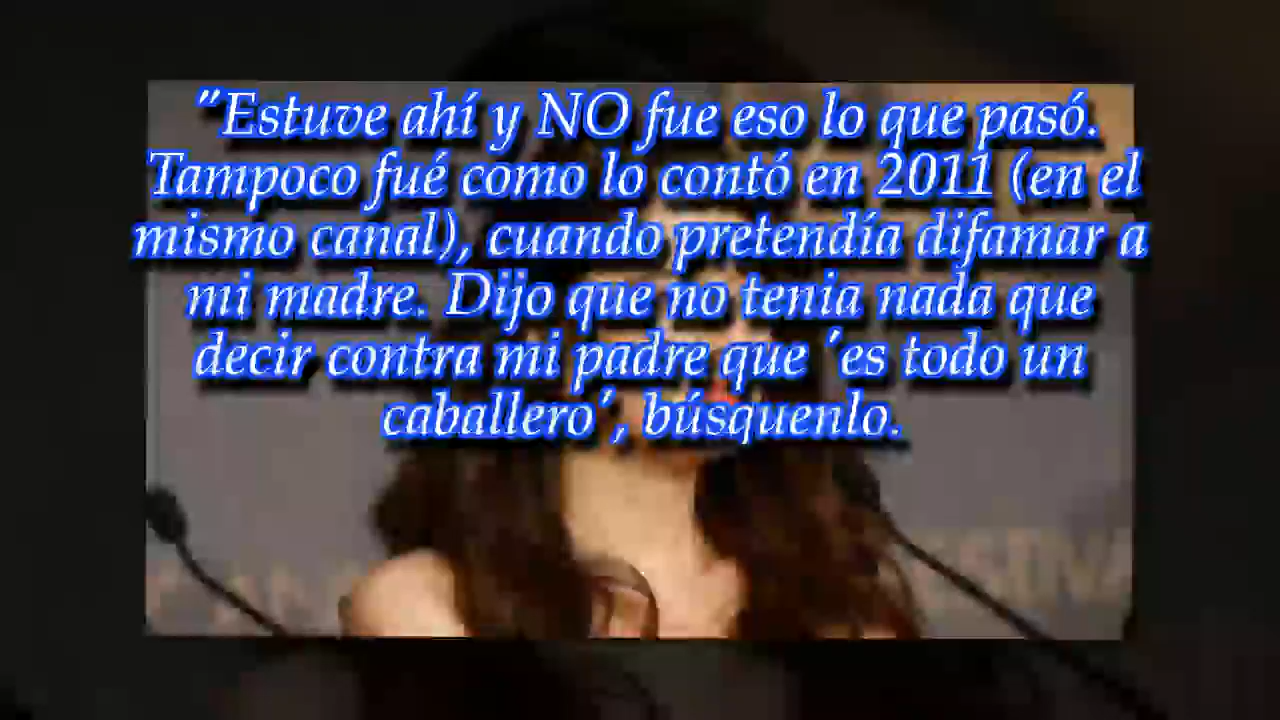 "Estuve ahí y NO fue eso lo que pasó.
Tampoco fué como lo contó en 2011 (en el
mismo canal), cuando pretendía difamar a
mi madre. Dijo que no tenia nada que
decir contra mi padre que ´es todo un
caballero´, búsquenlo.